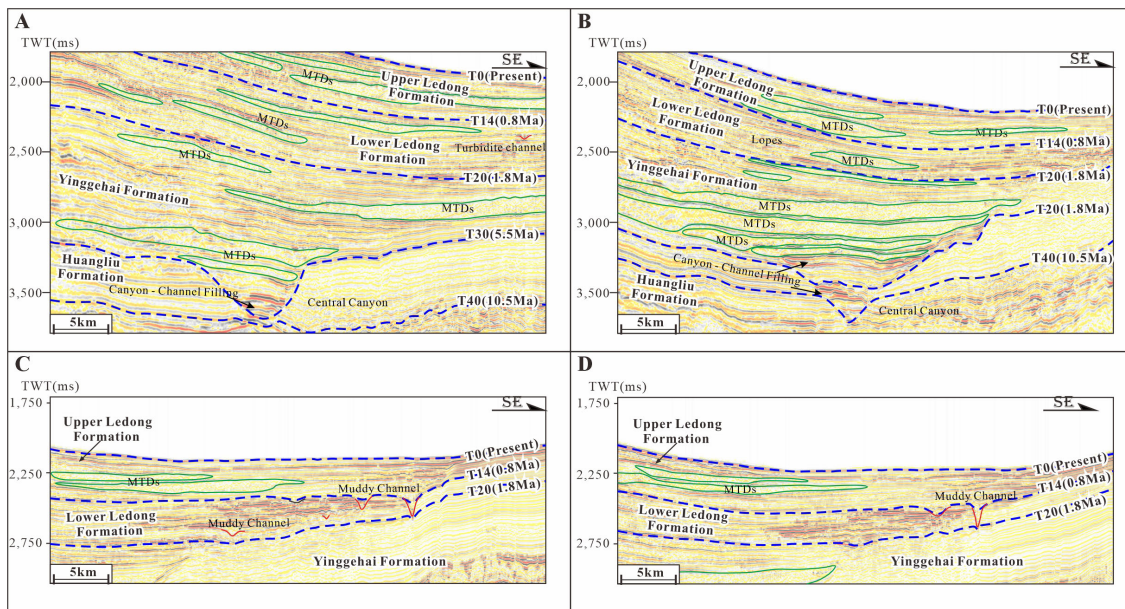 A
TWT(ms)
SE
2,000
2,500
3,000
3,500
Upper Ledong
Formation
T0(Present)
MTDs
T14(0.8Ma)
MTDs
Lower Ledong
Formation
Turbidite channel
MTDs
T20(1.8Ma)
Yinggehai Formation
MTDs
T30(5.5Ma)
MTDs
Huangliu
Formation
Canyon - Channel Filling
Central Canyon
T40(10.5Ma)
5km
B
TWT(ms)
SE
2,000
2,500
3,000
3,500
Upper Ledong
Formation
T0(Present)
MTDs
MTDs
Lower Ledong
Formation
Lopes
T14(0.8Ma)
MTDs
T20(1.8Ma)
Yinggehai Formation
MTDs
T20(1.8Ma)
MTDs
MTDs
Canyon - Channel Filling
T40(10.5Ma)
Huangliu
Formation
Central Canyon
5km
C
TWT(ms)
SE
1,750
2,250
2,750
Upper Ledong
Formation
T0(Present)
T14(0.8Ma)
T20(1.8Ma)
MTDs
Muddy Channel
Muddy Channel
Lower Ledong
Formation
Yinggehai Formation
5km
D
TWT(ms)
SE
1,750
2,250
2,750
Upper Ledong
Formation
T0(Present)
T14(0.8Ma)
T20(1.8Ma)
MTDs
Muddy Channel
Lower Ledong
Formation
Yinggehai Formation
5km